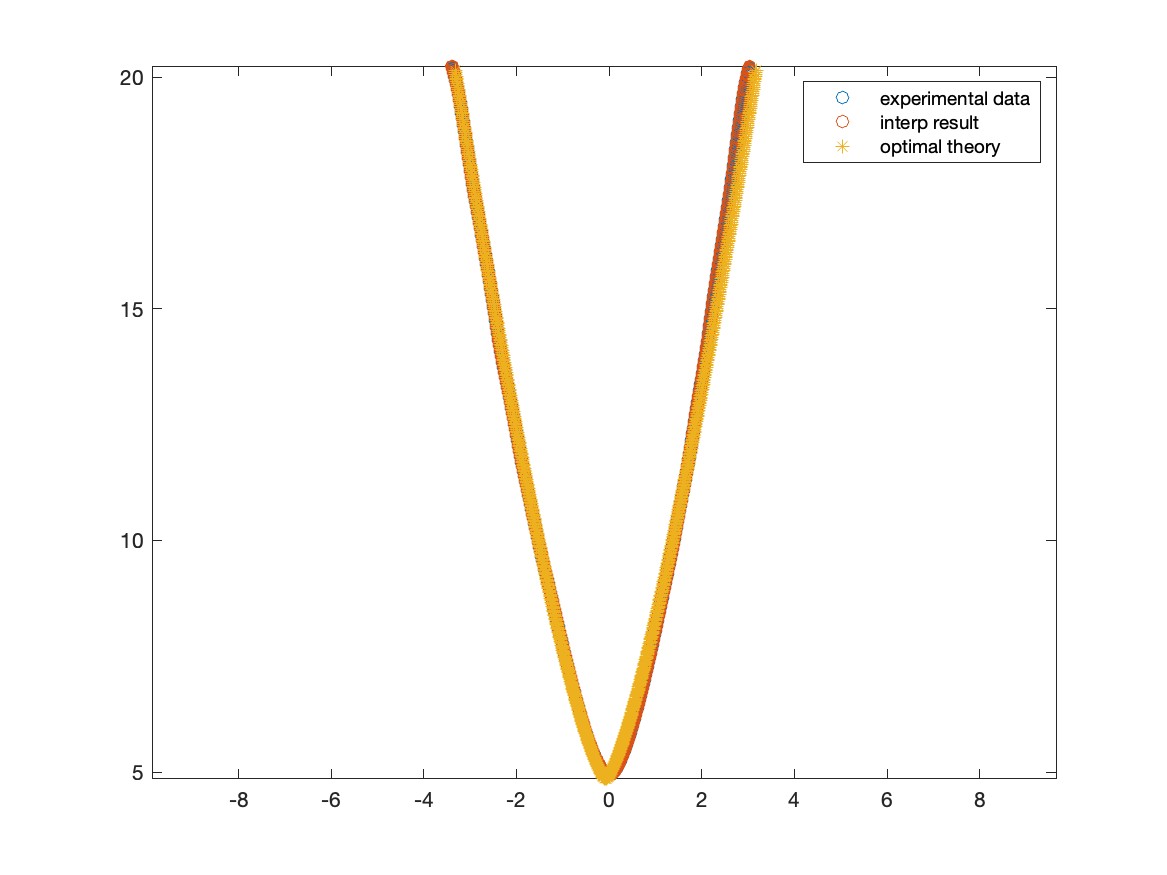 20
15
10
5
-8 -6 -4 -2 0 2 4 6 8
experimental data
interp result
optimal theory